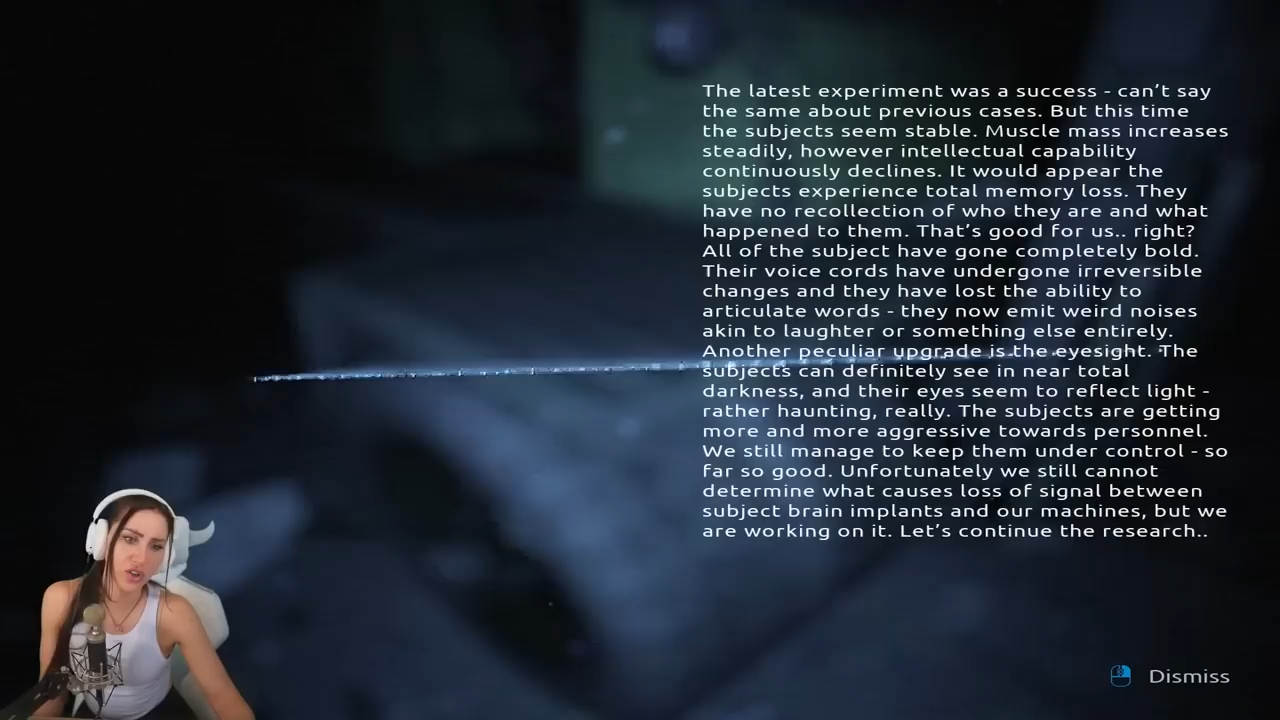 The latest experiment was a success - can't say
the same about previous cases. But this time
the subjects seem stable. Muscle mass increases
steadily, however intellectual capability
continuously declines. It would appear the
subjects experience total memory loss. They
have no recollection of who they are and what
happened to them. That's good for us.. right?
All of the subject have gone completely bold.
Their voice cords have undergone irreversible
changes and they have lost the ability to
articulate words - they now emit weird noises
akin to laughter or something else entirely.
Another peculiar upgrade is the eyesight. The
subjects can definitely see in near total
darkness, and their eyes seem to reflect light -
rather haunting, really. The subjects are getting
more and more aggressive towards personnel.
We still manage to keep them under control - so
far so good. Unfortunately we still cannot
determine what causes loss of signal between
subject brain implants and our machines, but we
are working on it. Let's continue the research..
Dismiss